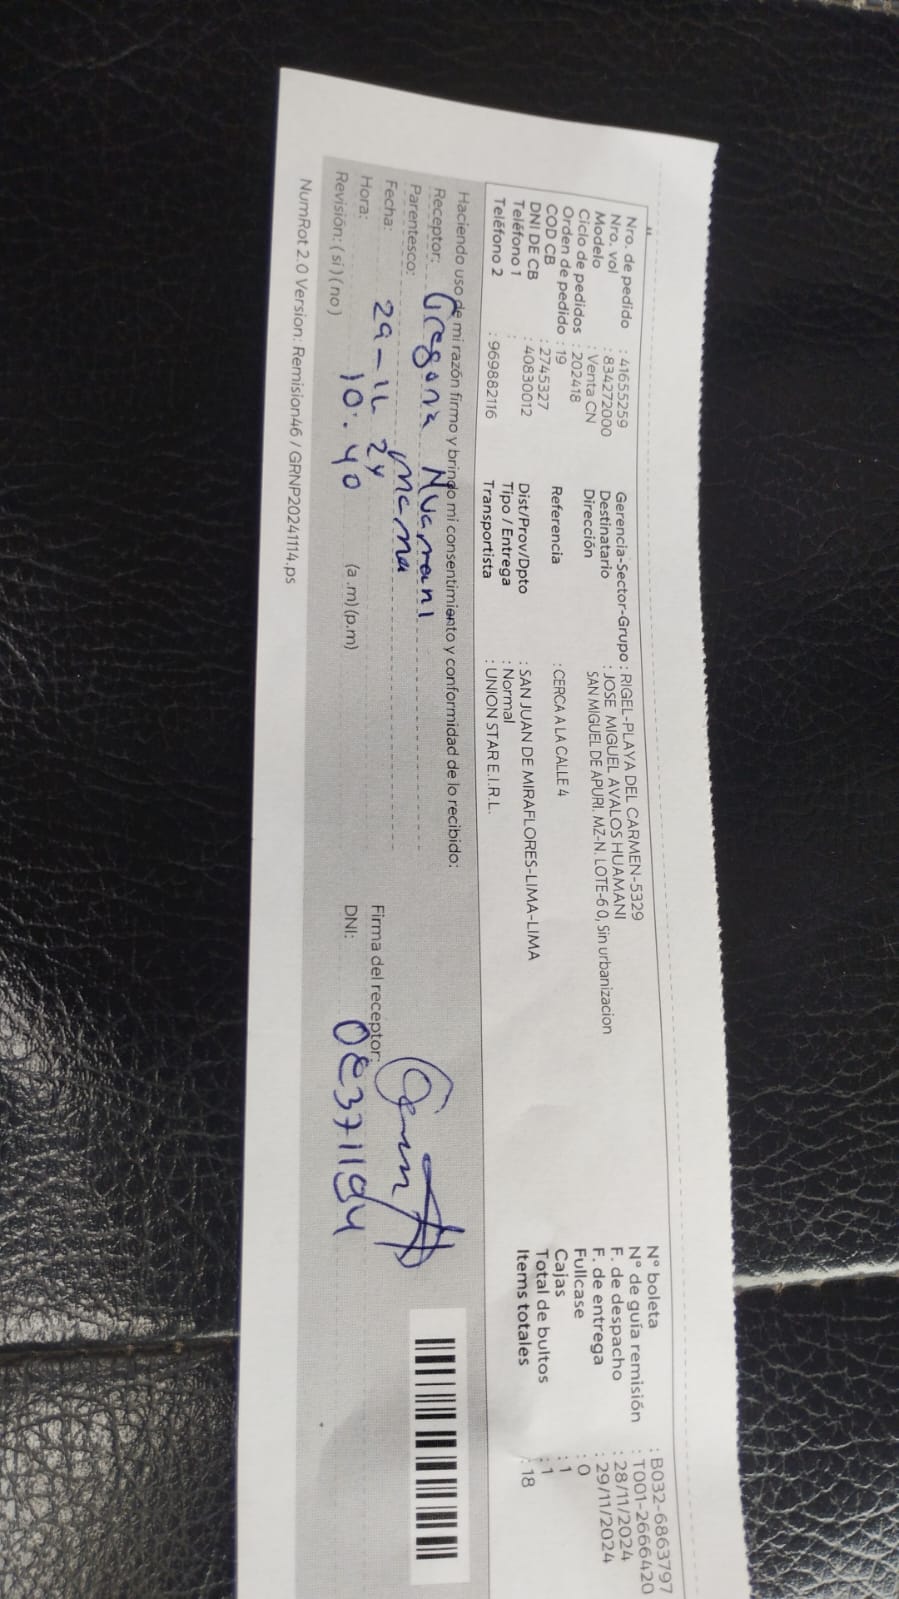 Nro. de pedido : 41655259
Nro. vol : 834272000
Modelo : Venta CN
Ciclo de pedidos : 202418
Orden de pedido : 19
COD CB : 2745327
DNI DE CB : 40830012
Teléfono 1 :
Teléfono 2 : 969882116
Gerencia-Sector-Grupo : RIGEL-PLAYA DEL CARMEN-5329
Destinatario : JOSE MIGUEL AVALOS HUAMANI
Dirección SAN MIGUEL DE APURI. MZ-N. LOTE-6 0, Sin urbanizacion
Referencia : CERCA A LA CALLE 4
Dist/Prov/Dpto : SAN JUAN DE MIRAFLORES-LIMA-LIMA
Tipo / Entrega : Normal
Transportista : UNION STAR E.I.R.L.
N° boleta : B032-6863797
N° de guía remisión : T001-2666420
F. de despacho : 28/11/2024
F. de entrega : 29/11/2024
Fullcase : 0
Cajas : 1
Total de bultos : 1
Items totales : 18
Haciendo uso de mi razón firmo y brindo mi consentimiento y conformidad de lo recibido:
Receptor:
Parentesco: mama
Fecha: 29-11 24
Hora: 10:40 (a.m)(p.m)
Revisión: (si)(no)
Firma del receptor:
DNI:
NumRot 2.0 Version: Remision46 / GRNP20241114.ps